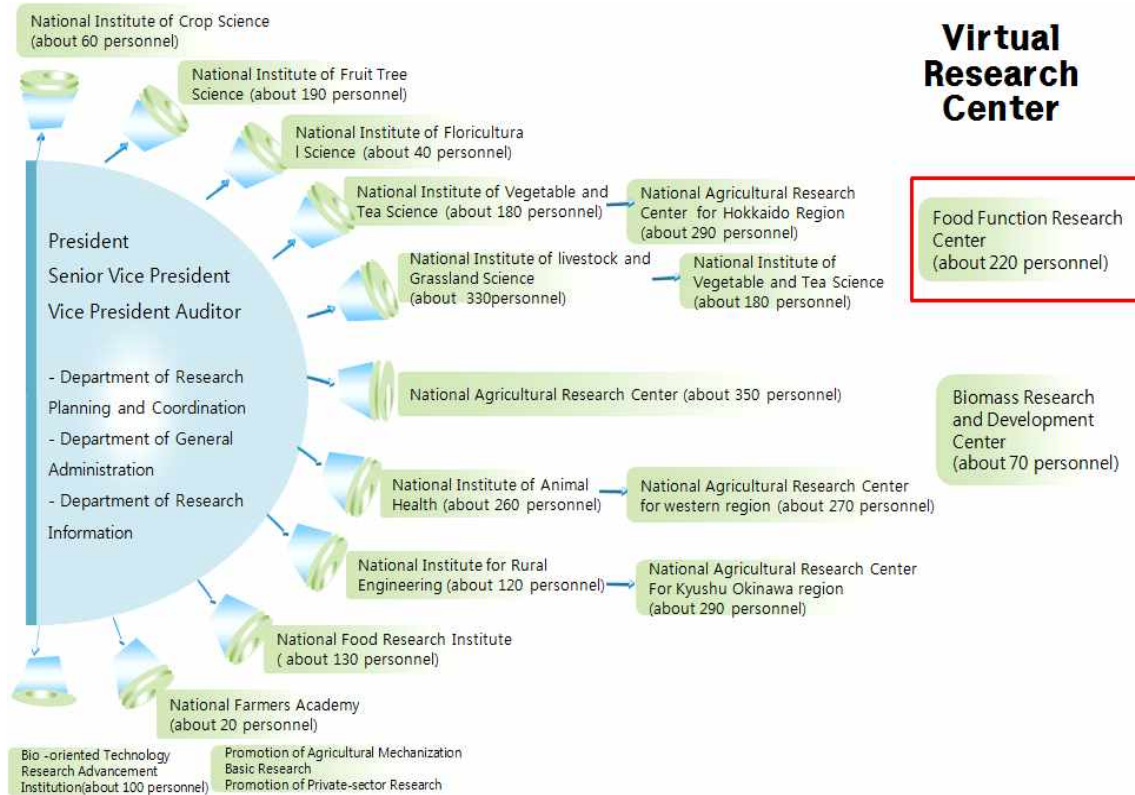 National Institute of Crop Science
(about 60 personnel)
National Institute of Fruit Tree
Science (about 190 personnel)
National Institute of Floricultura
l Science (about 40 personnel)
National Institute of Vegetable and
Tea Science (about 180 personnel)
National Agricultural Research
Center for Hokkaido Region
(about 290 personnel)
National Institute of livestock and
Grassland Science
(about 330personnel)
National Institute of
Vegetable and Tea Science
(about 180 personnel)
National Agricultural Research Center (about 350 personnel)
National Institute of Animal
Health (about 260 personnel)
National Agricultural Research Center
for western region (about 270 personnel)
National Institute for Rural
Engineering (about 120 personnel)
National Agricultural Research Center
For Kyushu Okinawa region
(about 290 personnel)
National Food Research Institute
( about 130 personnel)
National Farmers Academy
(about 20 personnel)
Bio -oriented Technology
Research Advancement
Institution(about 100 personnel)
Promotion of Agricultural Mechanization
Basic Research
Promotion of Private-sector Research
President
Senior Vice President
Vice President Auditor
- Department of Research
Planning and Coordination
- Department of General
Administration
- Department of Research
Information
Virtual
Research
Center
Food Function Research
Center
(about 220 personnel)
Biomass Research
and Development
Center
(about 70 personnel)